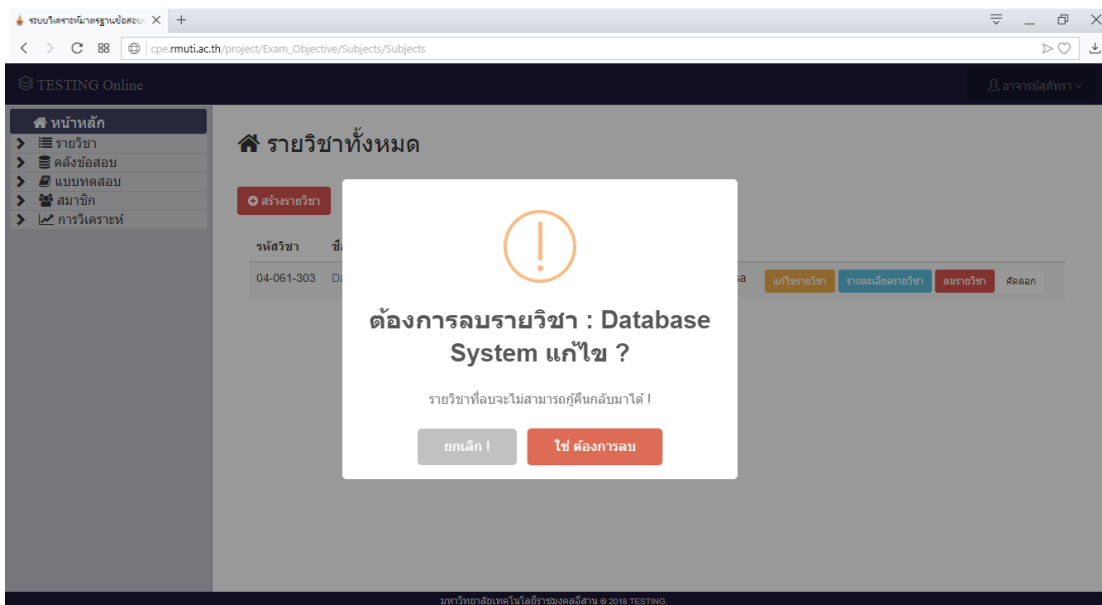 ระบบวิเคราะห์มาตรฐานข้อสอบ
cpe.rmuti.ac.th/project/Exam_Objective/Subjects/Subjects
TESTING Online
อาจารย์สุภัทรา
หน้าหลัก
รายวิชา
คลังข้อสอบ
แบบทดสอบ
สมาชิก
การวิเคราะห์
รายวิชาทั้งหมด
สร้างรายวิชา
รหัสวิชา
04-061-303
แก้ไขรายวิชา รายละเอียดรายวิชา ลบรายวิชา คัดลอก
ต้องการลบรายวิชา : Database
System แก้ไข ?
รายวิชาที่ลบจะไม่สามารถกู้คืนกลับมาได้ !
ยกเลิก ! ใช่ ต้องการลบ
มหาวิทยาลัยเทคโนโลยีราชมงคลอีสาน © 2018 TESTING.